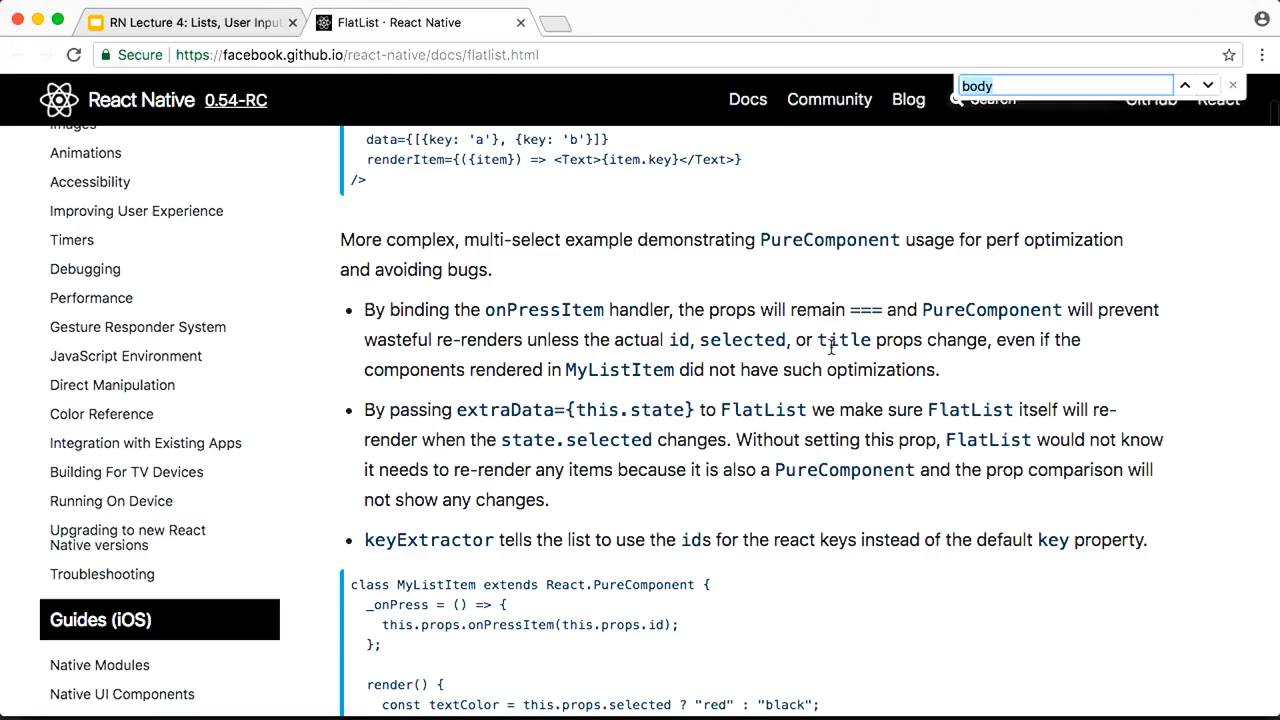 RN Lecture 4: Lists, User Inpu
FlatList · React Native
Secure
https://facebook.github.io/react-native/docs/flatlist.html
body
React Native 0.54-RC
Docs
Community
Blog
Search
GitHub
React
Images
Animations
Accessibility
Improving User Experience
Timers
Debugging
Performance
Gesture Responder System
JavaScript Environment
Direct Manipulation
Color Reference
Integration with Existing Apps
Building For TV Devices
Running On Device
Upgrading to new React
Native versions
Troubleshooting
Guides (iOS)
Native Modules
Native UI Components
data={[{key: 'a'}, {key: 'b'}]}
renderItem={({item}) => <Text>{item.key}</Text>}
/>
More complex, multi-select example demonstrating PureComponent usage for perf optimization
and avoiding bugs.
• By binding the onPressItem handler, the props will remain === and PureComponent will prevent
wasteful re-renders unless the actual id, selected, or title props change, even if the
components rendered in MyListItem did not have such optimizations.
• By passing extraData={this.state} to FlatList we make sure FlatList itself will re-
render when the state.selected changes. Without setting this prop, FlatList would not know
it needs to re-render any items because it is also a PureComponent and the prop comparison will
not show any changes.
• keyExtractor tells the list to use the ids for the react keys instead of the default key property.
class MyListItem extends React.PureComponent {
_onPress = () => {
this.props.onPressItem(this.props.id);
};
render() {
const textColor = this.props.selected ? "red" : "black";